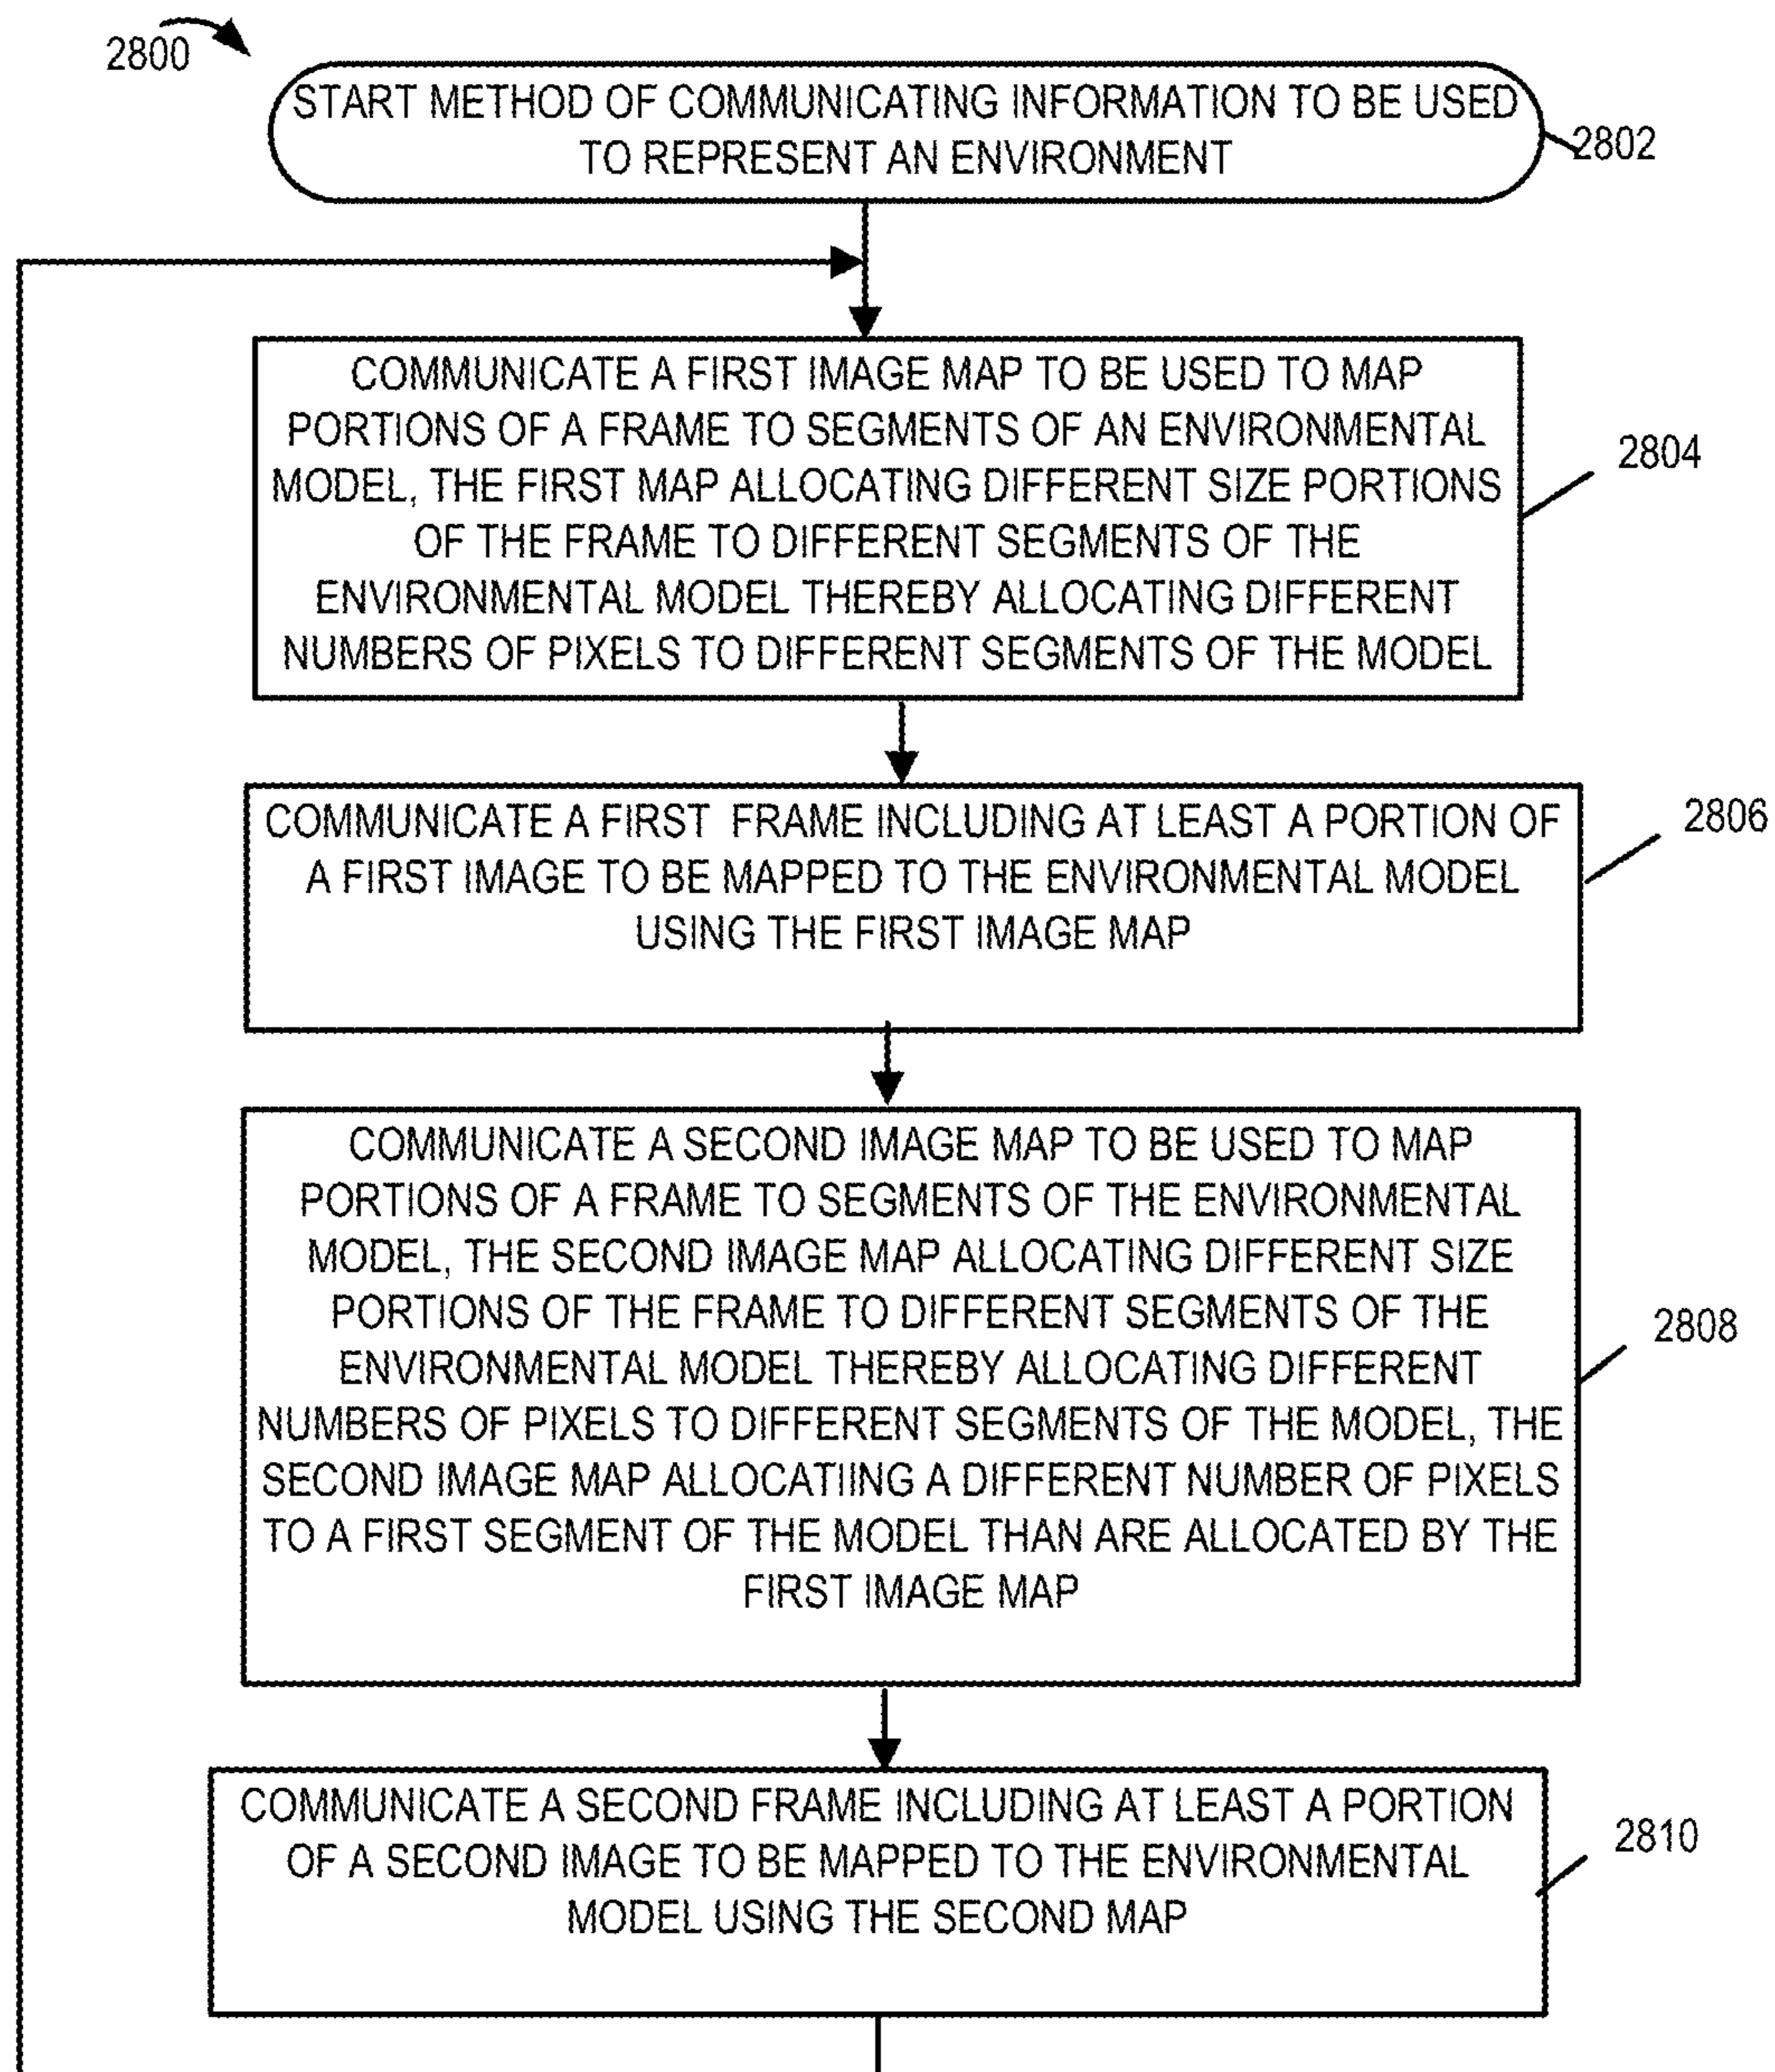 2800
START METHOD OF COMMUNICATING INFORMATION TO BE USED
TO REPRESENT AN ENVIRONMENT
2802
COMMUNICATE A FIRST IMAGE MAP TO BE USED TO MAP
PORTIONS OF A FRAME TO SEGMENTS OF AN ENVIRONMENTAL
MODEL, THE FIRST MAP ALLOCATING DIFFERENT SIZE PORTIONS
OF THE FRAME TO DIFFERENT SEGMENTS OF THE
ENVIRONMENTAL MODEL THEREBY ALLOCATING DIFFERENT
NUMBERS OF PIXELS TO DIFFERENT SEGMENTS OF THE MODEL
2804
COMMUNICATE A FIRST FRAME INCLUDING AT LEAST A PORTION OF
A FIRST IMAGE TO BE MAPPED TO THE ENVIRONMENTAL MODEL
USING THE FIRST IMAGE MAP
2806
COMMUNICATE A SECOND IMAGE MAP TO BE USED TO MAP
PORTIONS OF A FRAME TO SEGMENTS OF THE ENVIRONMENTAL
MODEL, THE SECOND IMAGE MAP ALLOCATING DIFFERENT SIZE
PORTIONS OF THE FRAME TO DIFFERENT SEGMENTS OF THE
ENVIRONMENTAL MODEL THEREBY ALLOCATING DIFFERENT
NUMBERS OF PIXELS TO DIFFERENT SEGMENTS OF THE MODEL, THE
SECOND IMAGE MAP ALLOCATIING A DIFFERENT NUMBER OF PIXELS
TO A FIRST SEGMENT OF THE MODEL THAN ARE ALLOCATED BY THE
FIRST IMAGE MAP
2808
COMMUNICATE A SECOND FRAME INCLUDING AT LEAST A PORTION
OF A SECOND IMAGE TO BE MAPPED TO THE ENVIRONMENTAL
MODEL USING THE SECOND MAP
2810